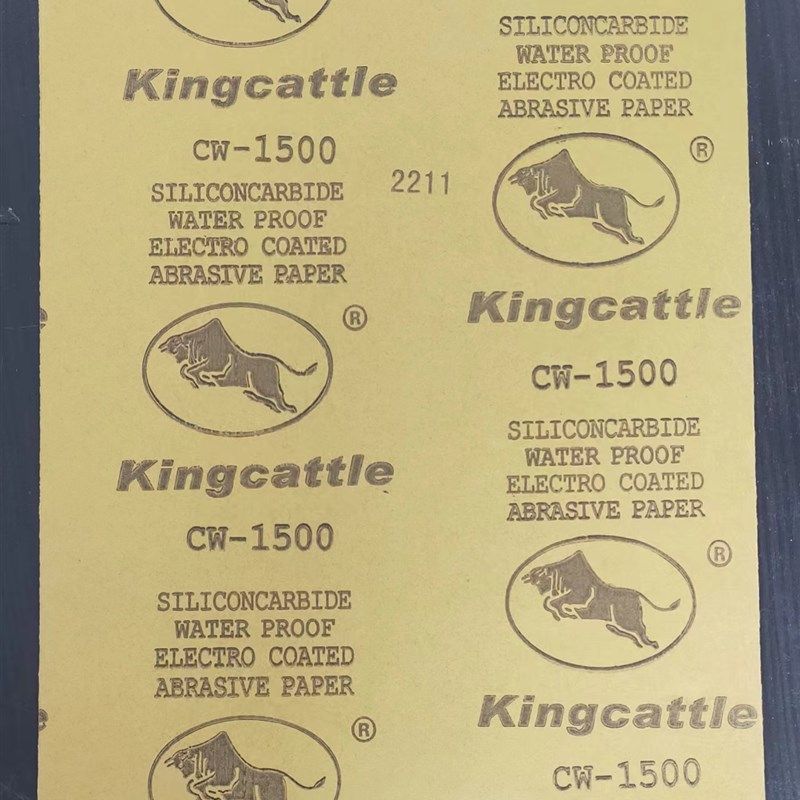 Kingcattle
CW-1500
SILICONCARBIDE
WATER PROOF
ELECTRO COATED
ABRASIVE PAPER
®
Kingcattle
CW-1500
SILICONCARBIDE
WATER PROOF
ELECTRO COATED
ABRASIVE PAPER
®
2211
SILICONCARBIDE
WATER PROOF
ELECTRO COATED
ABRASIVE PAPER
®
Kingcattle
CW-1500
SILICONCARBIDE
WATER PROOF
ELECTRO COATED
ABRASIVE PAPER
®
Kingcattle
CW-1500